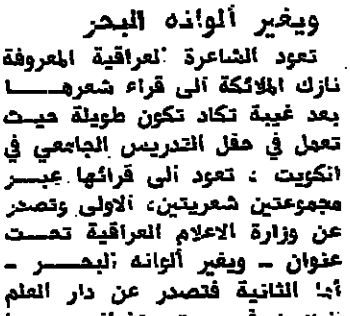 ويغير ألوانه البحر
تعود الشاعرة العراقية المعروفة
نازك الملائكة الى قراء شعرها
بعد غيبة تكاد تكون طويلة حيث
تعمل في حقل التدريس الجامعي في
الكويت ، تعود الى قرائها عبر
مجموعتين شعريتين، الاولى وتصدر
عن وزارة الاعلام العراقية تحت
عنوان - ويغير ألوانه البحر -
أما الثانية فتصدر عن دار العلم